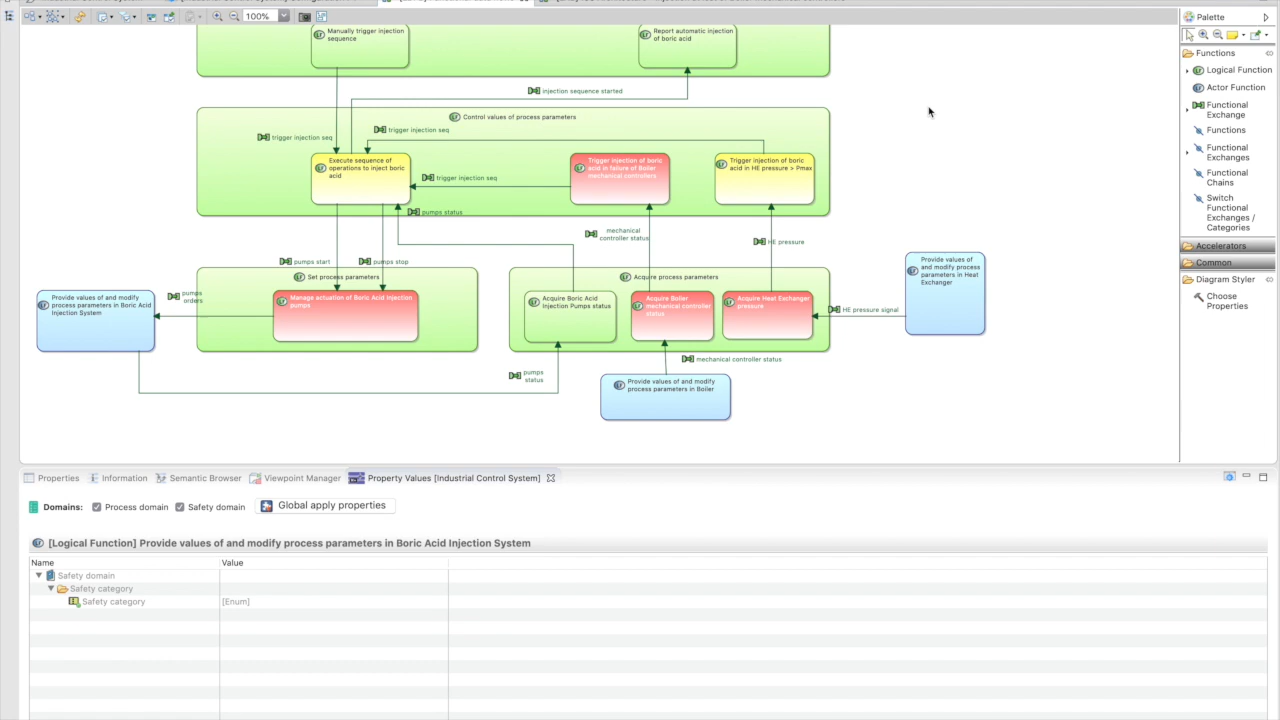 100%
Palette
Functions
Logical Function
Actor Function
Functional
Exchange
Functions
Functional
Exchanges
Functional
Chains
Switch
Functional
Exchanges /
Categories
Accelerators
Common
Diagram Styler
Choose
Properties
Manually trigger injection
sequence
Report automatic injection
of boric acid
injection sequence started
Control values of process parameters
trigger injection seq
trigger injection seq
Execute sequence of
operations to inject boric
acid
trigger injection seq
Trigger injection of boric
acid in failure of Boiler
mechanical controllers
Trigger injection of boric
acid in HE pressure > Pmax
pumps status
mechanical
controller status
HE pressure
pumps start
pumps stop
Set process parameters
Acquire process parameters
Provide values of and modify
process parameters in Boric Acid
Injection System
pumps
orders
Manage actuation of Boric Acid Injection
pumps
Acquire Boric Acid
Injection Pumps status
Acquire Boiler
mechanical controller
status
Acquire Heat Exchanger
pressure
HE pressure signal
Provide values of
and modify process
parameters in Heat
Exchanger
mechanical controller status
pumps
status
Provide values of and modify
process parameters in Boiler
Properties
Information
Semantic Browser
Viewpoint Manager
Property Values [Industrial Control System]
Domains:
Process domain
Safety domain
Global apply properties
[Logical Function] Provide values of and modify process parameters in Boric Acid Injection System
Name
Value
Safety domain
Safety category
Safety category
[Enum]